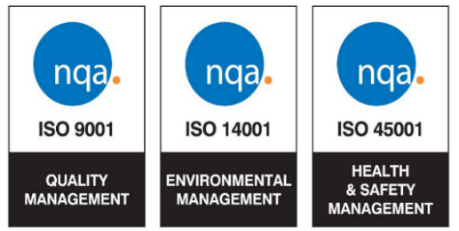 nqa.
ISO 9001
QUALITY
MANAGEMENT
nqa.
ISO 14001
ENVIRONMENTAL
MANAGEMENT
nqa.
ISO 45001
HEALTH
& SAFETY
MANAGEMENT